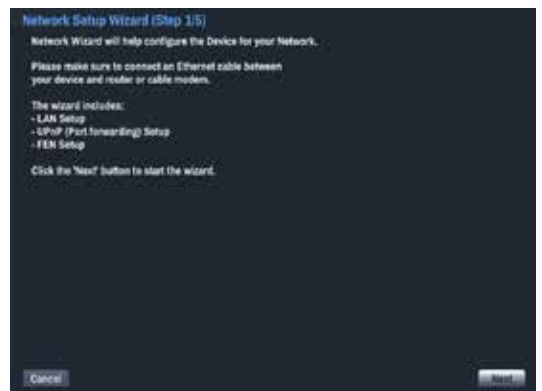 Network Setup Wizard (Step 1/5)
Network Wizard will help configure the Device for your Network.
Please make sure to connect an Ethernet cable between
your device and router or cable modem.
The wizard includes:
- LAN Setup
- UPnP (Port forwarding) Setup
- FEN Setup
Click the 'Next' button to start the wizard.
Cancel
Next